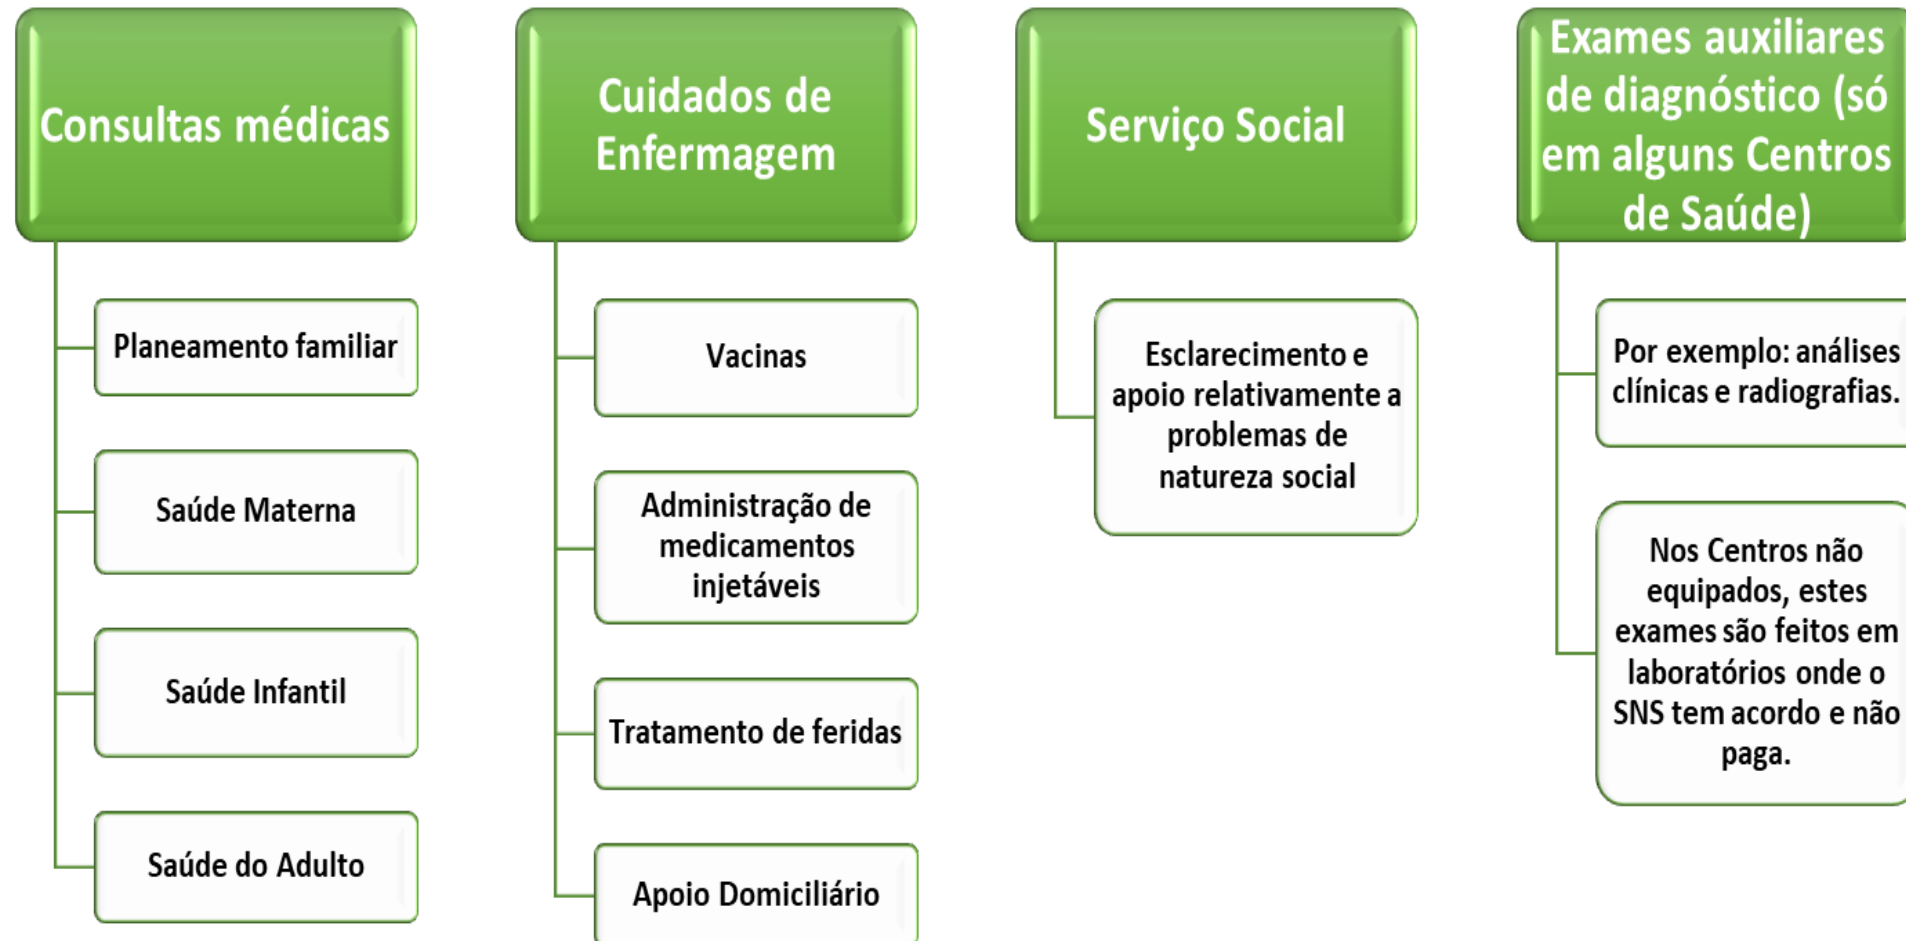 Consultas médicas
Planeamento familiar
Saúde Materna
Saúde Infantil
Saúde do Adulto
Cuidados de
Enfermagem
Vacinas
Administração de
medicamentos
injetáveis
Tratamento de feridas
Apoio Domiciliário
Serviço Social
Esclarecimento e
apoio relativamente a
problemas de
natureza social
Exames auxiliares
de diagnóstico (só
em alguns Centros
de Saúde)
Por exemplo: análises
clínicas e radiografias.
Nos Centros não
equipados, estes
exames são feitos em
laboratórios onde o
SNS tem acordo e não
paga.